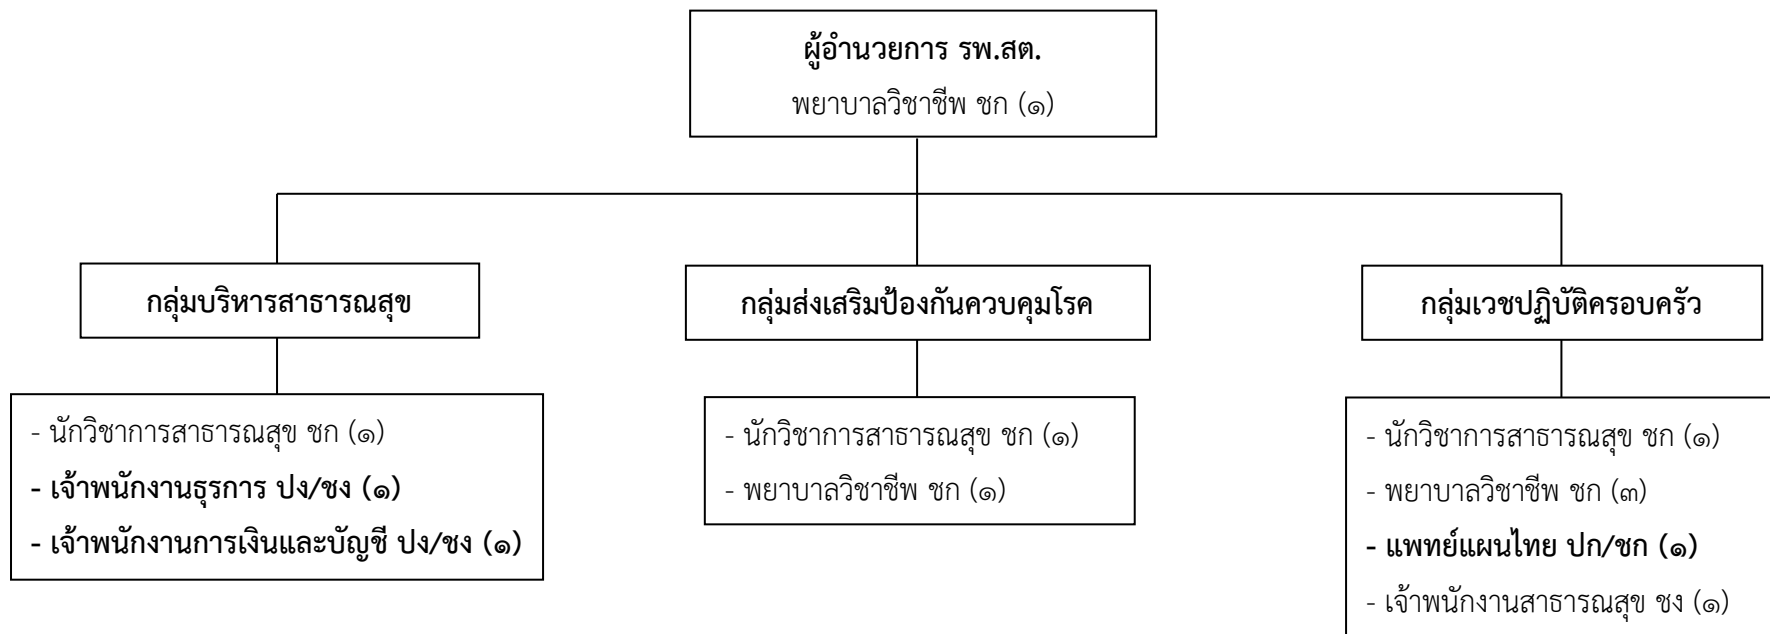 ผู้อำนวยการ รพ.สต.
พยาบาลวิชาชีพ ชก (๑)
กลุ่มบริหารสาธารณสุข
- นักวิชาการสาธารณสุข ชก (๑)
- เจ้าพนักงานธุรการ ปง/ชง (๑)
- เจ้าพนักงานการเงินและบัญชี ปง/ชง (๑)
กลุ่มส่งเสริมป้องกันควบคุมโรค
- นักวิชาการสาธารณสุข ชก (๑)
- พยาบาลวิชาชีพ ชก (๑)
กลุ่มเวชปฏิบัติครอบครัว
- นักวิชาการสาธารณสุข ชก (๑)
- พยาบาลวิชาชีพ ชก (๓)
- แพทย์แผนไทย ปก/ชก (๑)
- เจ้าพนักงานสาธารณสุข ชง (๑)